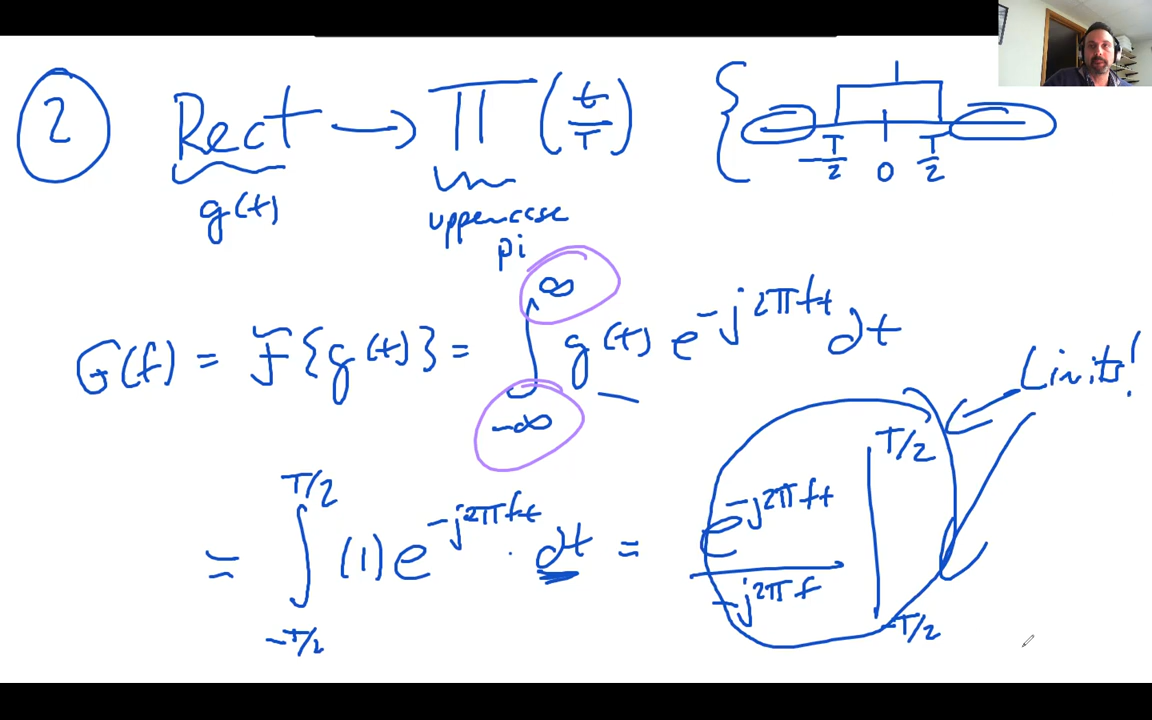 ② Rect → Π (t/T)
-T/2 0 T/2
g(t)
uppercase
pi
G(f) = F{g(t)} = ∫_{-∞}^{∞} g(t) e^{-j2πft} dt
Limits!
= ∫_{-T/2}^{T/2} (1) e^{-j2πft} · dt = e^{-j2πft} / -j2πf |_{-T/2}^{T/2}